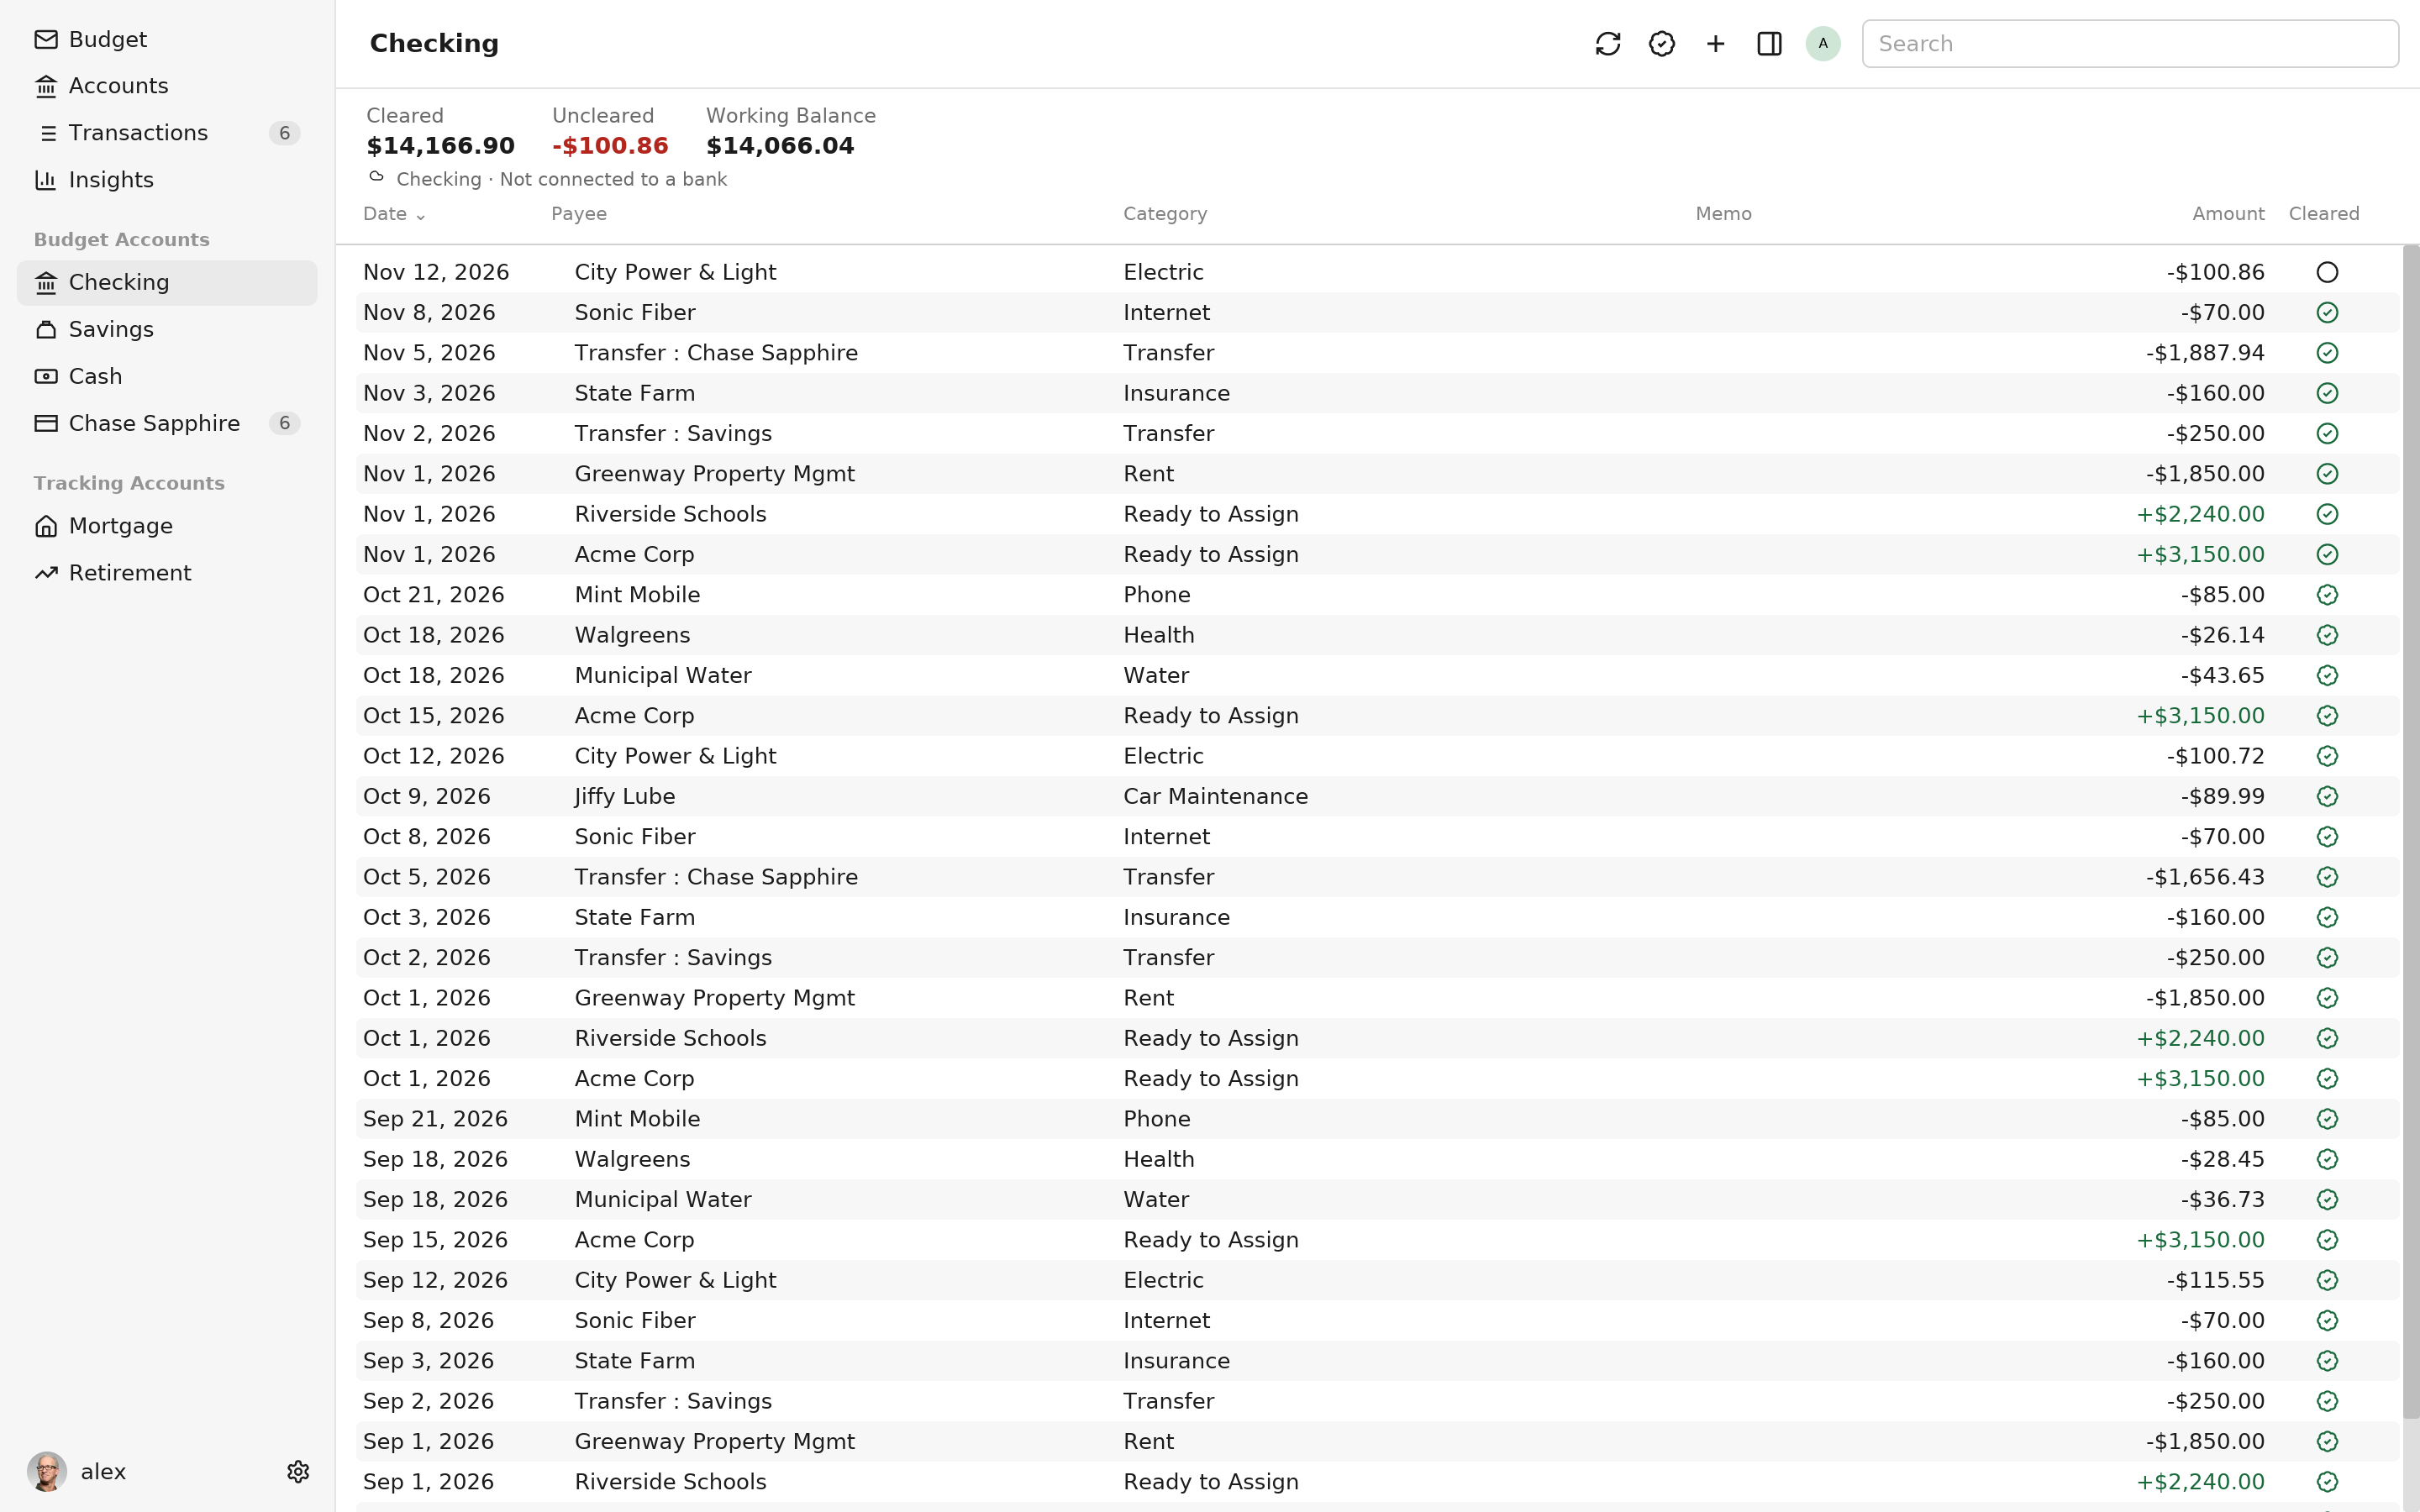 Budget
Accounts
Transactions 6
Insights
Budget Accounts
Checking
Savings
Cash
Chase Sapphire 6
Tracking Accounts
Mortgage
Retirement
alex
Checking
A
Search
Cleared Uncleared Working Balance
$14,166.90 -$100.86 $14,066.04
Checking · Not connected to a bank
Date Payee Category Memo Amount Cleared
Nov 12, 2026 City Power & Light Electric -$100.86
Nov 8, 2026 Sonic Fiber Internet -$70.00
Nov 5, 2026 Transfer : Chase Sapphire Transfer -$1,887.94
Nov 3, 2026 State Farm Insurance -$160.00
Nov 2, 2026 Transfer : Savings Transfer -$250.00
Nov 1, 2026 Greenway Property Mgmt Rent -$1,850.00
Nov 1, 2026 Riverside Schools Ready to Assign +$2,240.00
Nov 1, 2026 Acme Corp Ready to Assign +$3,150.00
Oct 21, 2026 Mint Mobile Phone -$85.00
Oct 18, 2026 Walgreens Health -$26.14
Oct 18, 2026 Municipal Water Water -$43.65
Oct 15, 2026 Acme Corp Ready to Assign +$3,150.00
Oct 12, 2026 City Power & Light Electric -$100.72
Oct 9, 2026 Jiffy Lube Car Maintenance -$89.99
Oct 8, 2026 Sonic Fiber Internet -$70.00
Oct 5, 2026 Transfer : Chase Sapphire Transfer -$1,656.43
Oct 3, 2026 State Farm Insurance -$160.00
Oct 2, 2026 Transfer : Savings Transfer -$250.00
Oct 1, 2026 Greenway Property Mgmt Rent -$1,850.00
Oct 1, 2026 Riverside Schools Ready to Assign +$2,240.00
Oct 1, 2026 Acme Corp Ready to Assign +$3,150.00
Sep 21, 2026 Mint Mobile Phone -$85.00
Sep 18, 2026 Walgreens Health -$28.45
Sep 18, 2026 Municipal Water Water -$36.73
Sep 15, 2026 Acme Corp Ready to Assign +$3,150.00
Sep 12, 2026 City Power & Light Electric -$115.55
Sep 8, 2026 Sonic Fiber Internet -$70.00
Sep 3, 2026 State Farm Insurance -$160.00
Sep 2, 2026 Transfer : Savings Transfer -$250.00
Sep 1, 2026 Greenway Property Mgmt Rent -$1,850.00
Sep 1, 2026 Riverside Schools Ready to Assign +$2,240.00